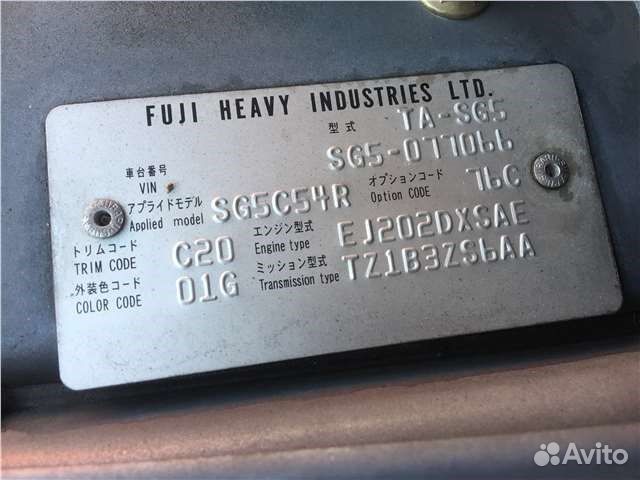 FUJI HEAVY INDUSTRIES LTD.
型式 TA-SG5
車台番号 VIN SG5-077066
アプライドモデル Applied model SG5C54R オプションコード Option CODE 76C
トリムコード TRIM CODE C20 エンジン型式 Engine type EJ202DXSAE
外装色コード COLOR CODE 01G ミッション型式 Transmission type TZ1B3ZS6AA
Avito